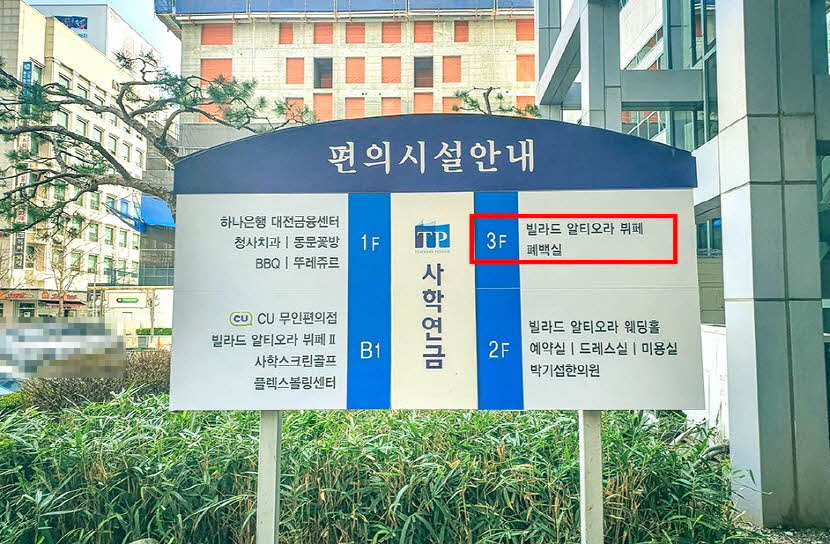 편의시설안내
하나은행 대전금융센터
청사치과 | 동문꽃방
BBQ | 뚜레쥬르
1F
CU CU 무인편의점
빌라드 알티오라 뷔페 II
사학스크린골프
플렉스볼링센터
B1
TP
사학연금
3F
빌라드 알티오라 뷔페
폐백실
2F
빌라드 알티오라 웨딩홀
예약실 | 드레스실 | 미용실
박기섭한의원